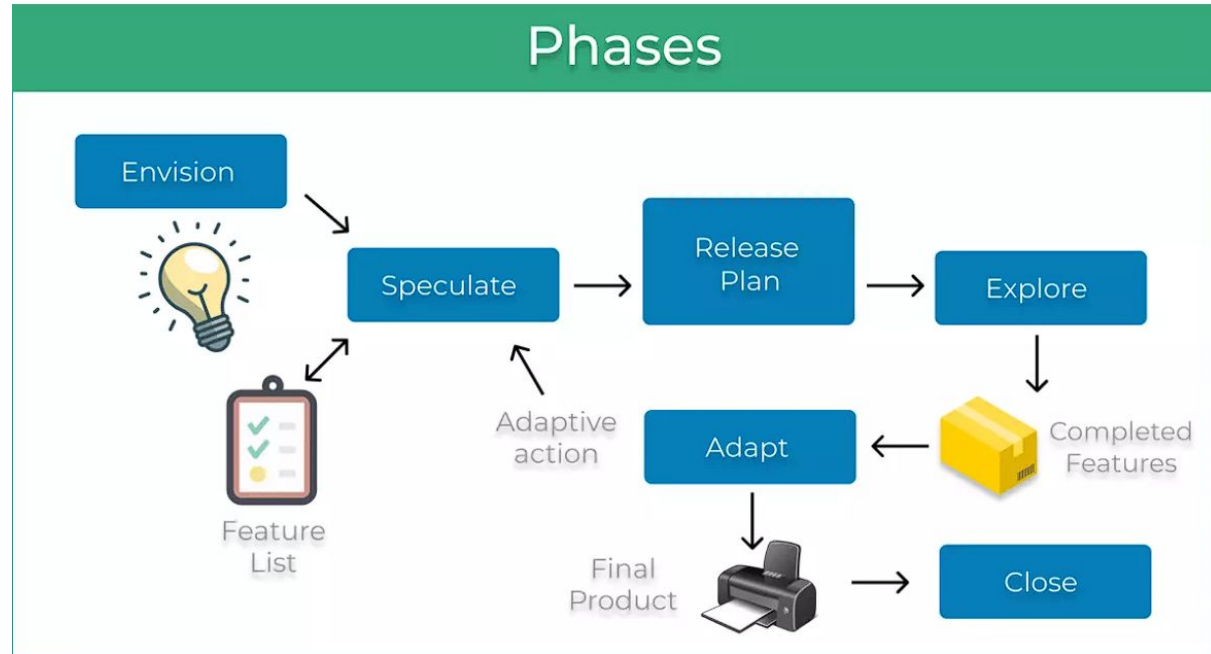 Phases
Envision
Speculate
Release
Plan
Explore
Feature
List
Adaptive
action
Adapt
Completed
Features
Final
Product
Close